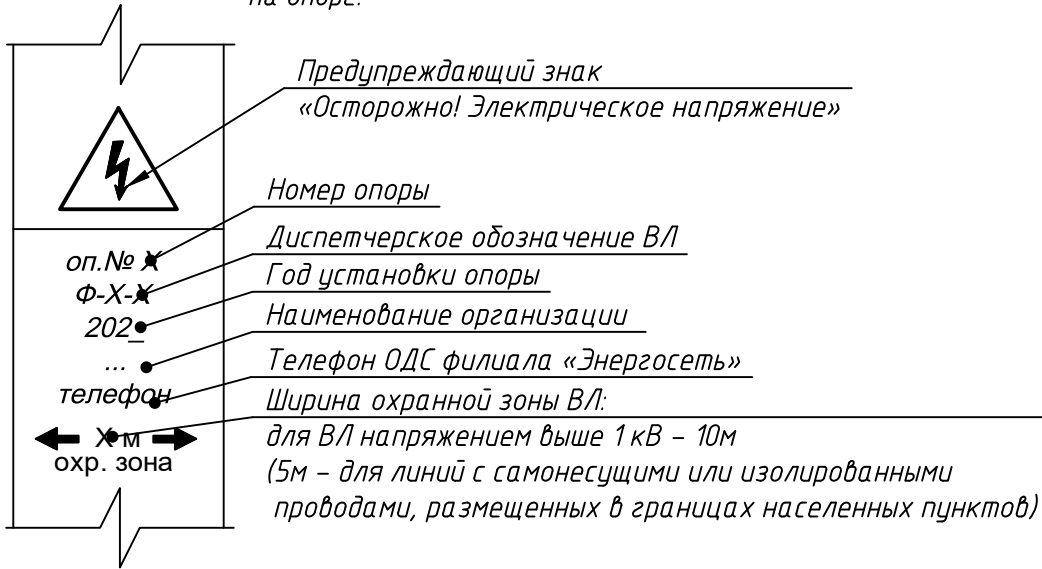 на опоре.
Предупреждающий знак
«Осторожно! Электрическое напряжение»
Номер опоры
Диспетчерское обозначение ВЛ
Год установки опоры
Наименование организации
Телефон ОДС филиала «Энергосеть»
Ширина охранной зоны ВЛ:
для ВЛ напряжением выше 1 кВ – 10м
(5м – для линий с самонесущими или изолированными
проводами, размещенных в границах населенных пунктов)
оп.№ X
Ф-Х-Х
202_
...
телефон
Х м
охр. зона